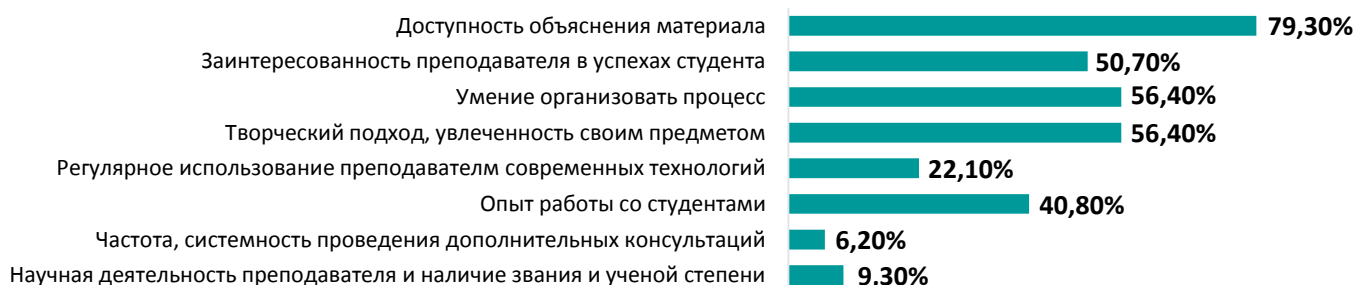 Доступность объяснения материала 79,30%
Заинтересованность преподавателя в успехах студента 50,70%
Умение организовать процесс 56,40%
Творческий подход, увлеченность своим предметом 56,40%
Регулярное использование преподавателм современных технологий 22,10%
Опыт работы со студентами 40,80%
Частота, системность проведения дополнительных консультаций 6,20%
Научная деятельность преподавателя и наличие звания и ученой степени 9,30%